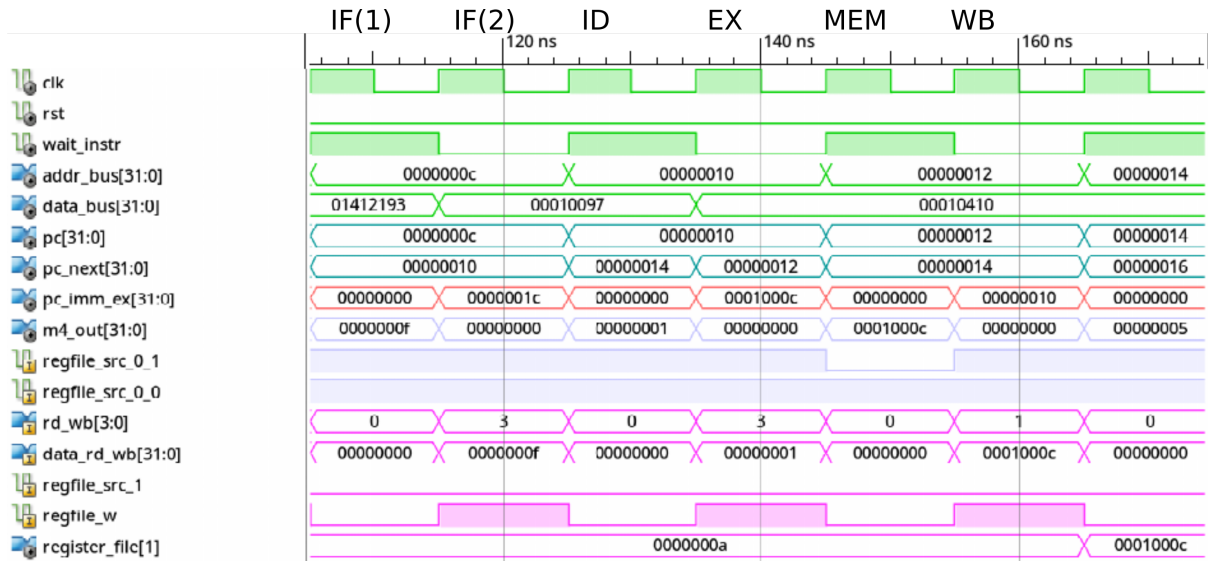 IF(1) IF(2) ID EX MEM WB
120 ns 140 ns 160 ns
clk
rst
wait_instr
addr_bus[31:0] 0000000c 00000010 00000012 00000014
data_bus[31:0] 01412193 00010097 00010410
pc[31:0] 0000000c 00000010 00000012 00000014
pc_next[31:0] 00000010 00000014 00000012 00000014 00000016
pc_imm_ex[31:0] 00000000 0000001c 00000000 0001000c 00000000 00000010 00000000
m4_out[31:0] 0000000f 00000000 00000001 00000000 0001000c 00000000 00000005
regfile_src_0_1
regfile_src_0_0
rd_wb[3:0] 0 3 0 3 0 1 0
data_rd_wb[31:0] 00000000 0000000f 00000000 00000001 00000000 0001000c 00000000
regfile_src_1
regfile_w
register_file[1] 0000000a 0001000c